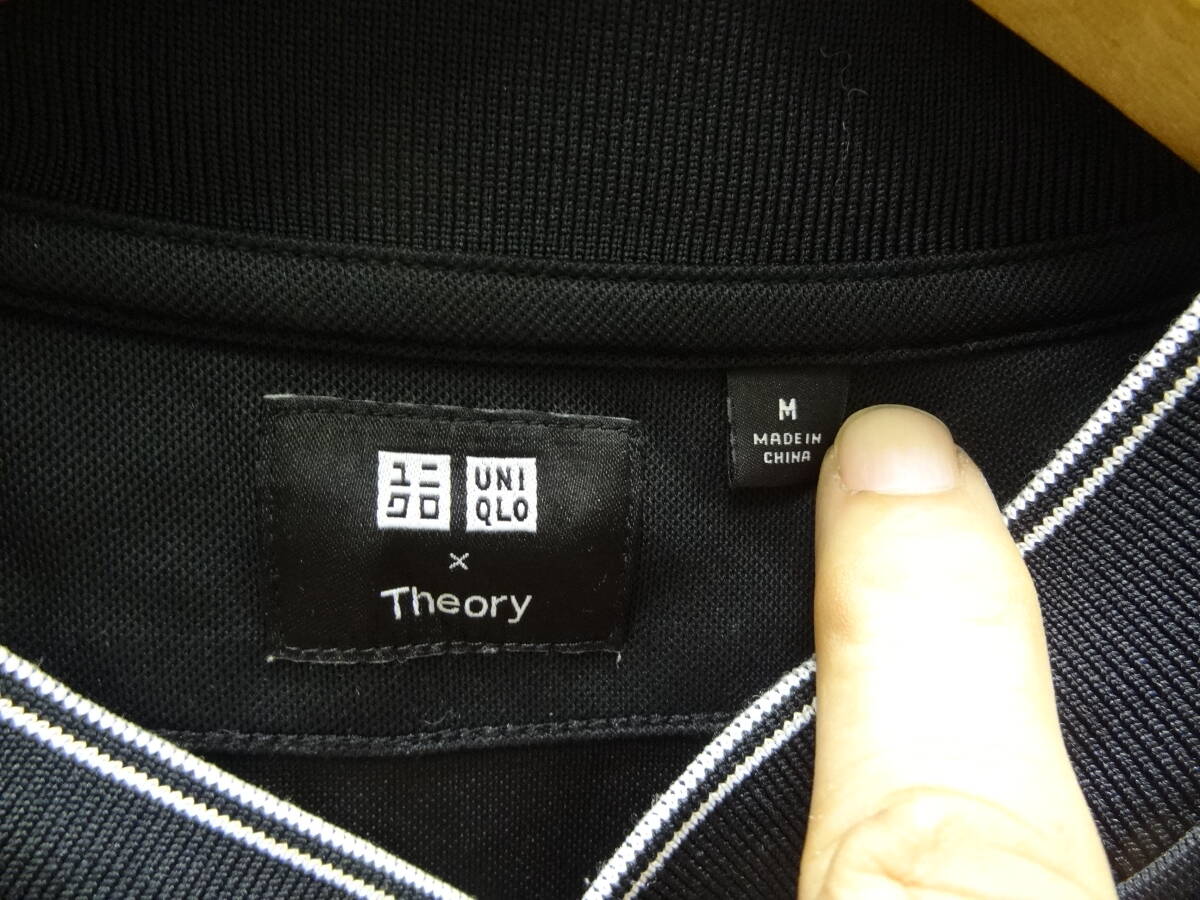 ユニ
クロ
UNI
QLO
×
Theory
M
MADE IN
CHINA